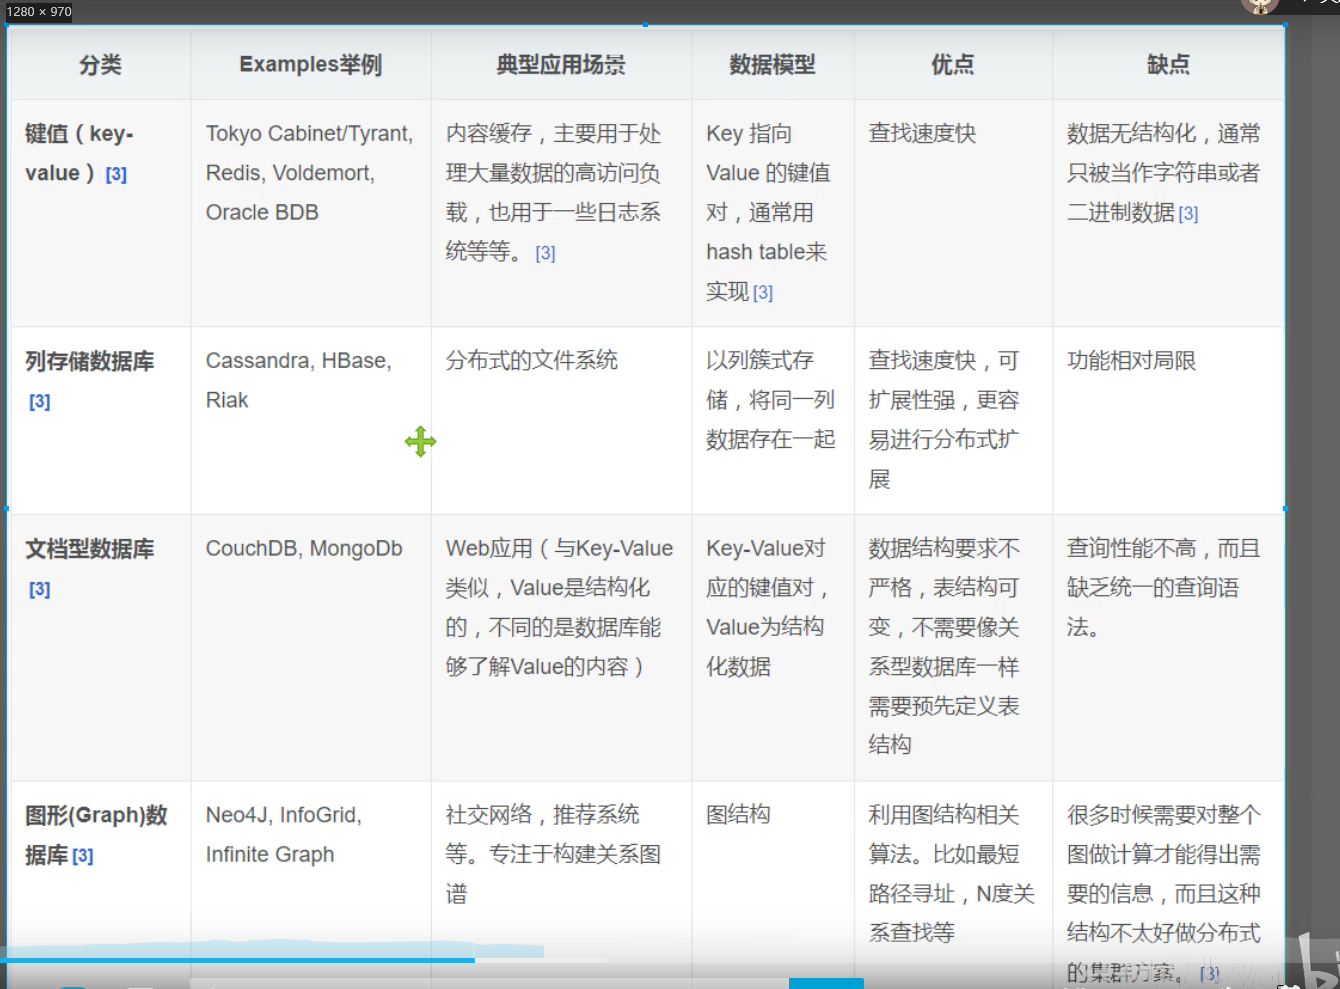 1280 × 970
分类
Examples举例
典型应用场景
数据模型
优点
缺点
键值（key-
value）[3]
Tokyo Cabinet/Tyrant,
Redis, Voldemort,
Oracle BDB
内容缓存，主要用于处
理大量数据的高访问负
载，也用于一些日志系
统等等。 [3]
Key 指向
Value 的键值
对，通常用
hash table来
实现 [3]
查找速度快
数据无结构化，通常
只被当作字符串或者
二进制数据 [3]
列存储数据库
[3]
Cassandra, HBase,
Riak
分布式的文件系统
以列簇式存
储，将同一列
数据存在一起
查找速度快，可
扩展性强，更容
易进行分布式扩
展
功能相对局限
文档型数据库
[3]
CouchDB, MongoDb
Web应用（与Key-Value
类似，Value是结构化
的，不同的是数据库能
够了解Value的内容）
Key-Value对
应的键值对，
Value为结构
化数据
数据结构要求不
严格，表结构可
变，不需要像关
系型数据库一样
需要预先定义表
结构
查询性能不高，而且
缺乏统一的查询语
法。
图形(Graph)数
据库 [3]
Neo4J, InfoGrid,
Infinite Graph
社交网络，推荐系统
等。专注于构建关系图
谱
图结构
利用图结构相关
算法。比如最短
路径寻址，N度关
系查找等
很多时候需要对整个
图做计算才能得出需
要的信息，而且这种
结构不太好做分布式
的集群方案。 [3]